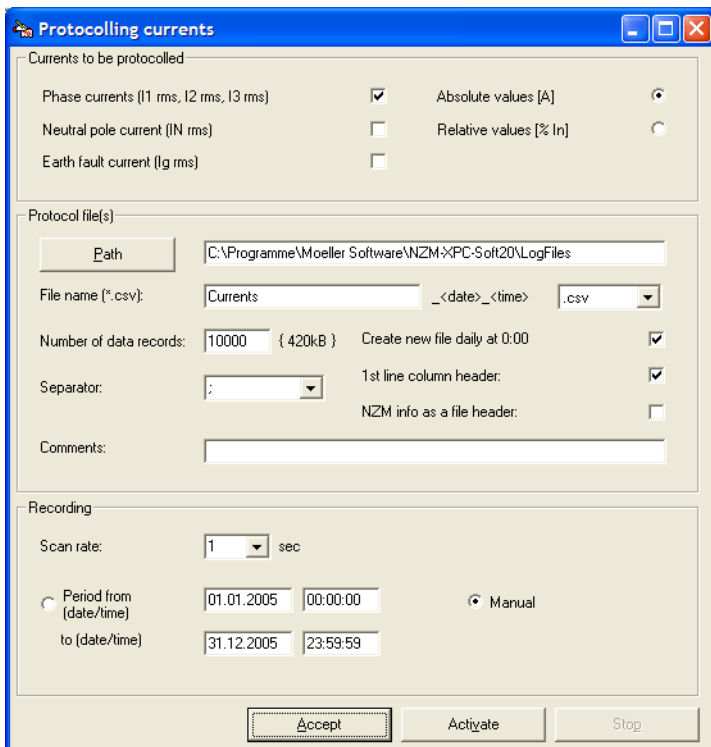 Protocolling currents
Currents to be protocolled
Phase currents (I1 rms, I2 rms, I3 rms)
Absolute values [A]
Neutral pole current (IN rms)
Relative values [% In]
Earth fault current (Ig rms)
Protocol file(s)
Path
C:\Programme\Moeller Software\NZM-XPC-Soft20\LogFiles
File name (*.csv):
Currents
_<date>_<time>
.csv
Number of data records:
10000
{ 420kB }
Create new file daily at 0:00
Separator:
;
1st line column header:
NZM info as a file header:
Comments:
Recording
Scan rate:
1
sec
Period from
(date/time)
01.01.2005
00:00:00
Manual
to (date/time)
31.12.2005
23:59:59
Accept
Activate
Stop